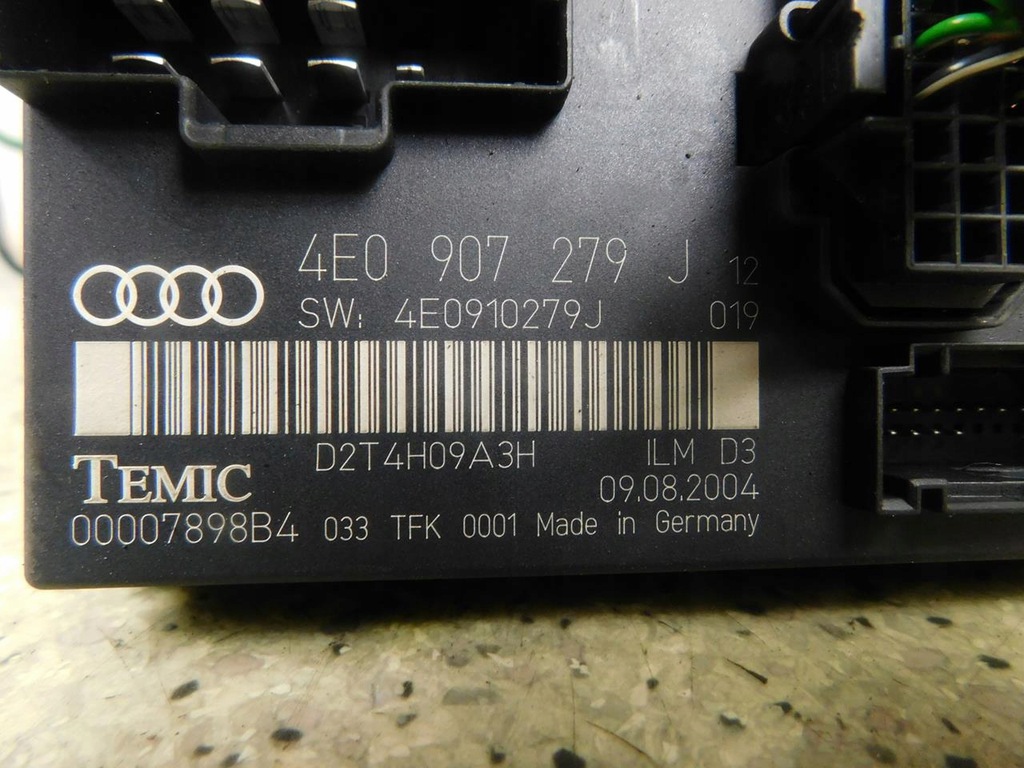 4E0 907 279 J 12
SW: 4E0910279J 019
D2T4H09A3H ILM D3
TEMIC 09.08.2004
00007898B4 033 TFK 0001 Made in Germany